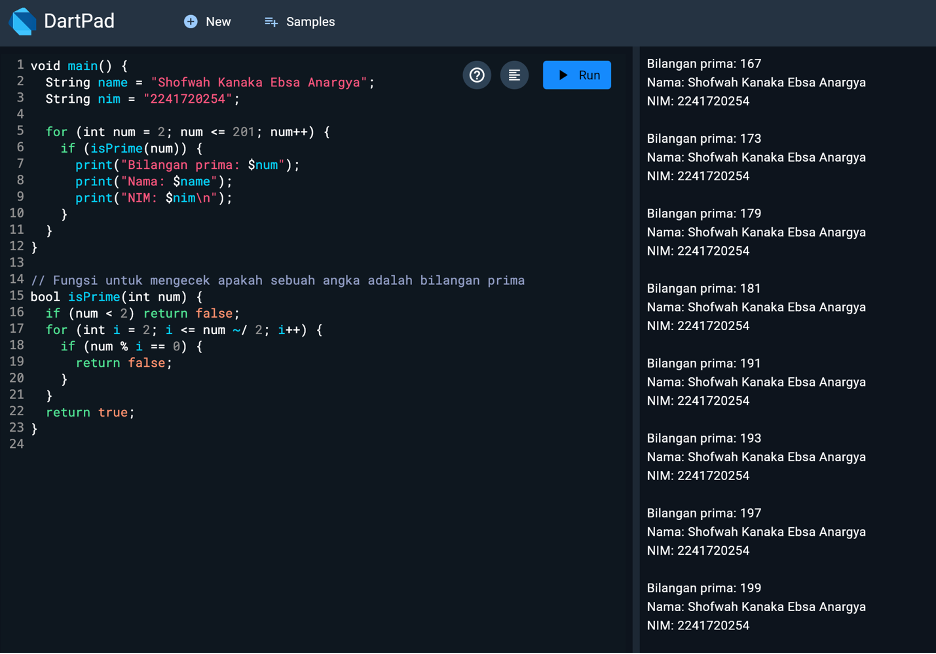 DartPad New Samples
Run
1 void main() {
2   String name = "Shofwah Kanaka Ebsa Anargya";
3   String nim = "2241720254";
4
5   for (int num = 2; num <= 201; num++) {
6     if (isPrime(num)) {
7       print("Bilangan prima: $num");
8       print("Nama: $name");
9       print("NIM: $nim\n");
10     }
11   }
12 }
13
14 // Fungsi untuk mengecek apakah sebuah angka adalah bilangan prima
15 bool isPrime(int num) {
16   if (num < 2) return false;
17   for (int i = 2; i <= num ~/ 2; i++) {
18     if (num % i == 0) {
19       return false;
20     }
21   }
22   return true;
23 }
24
Bilangan prima: 167
Nama: Shofwah Kanaka Ebsa Anargya
NIM: 2241720254
Bilangan prima: 173
Nama: Shofwah Kanaka Ebsa Anargya
NIM: 2241720254
Bilangan prima: 179
Nama: Shofwah Kanaka Ebsa Anargya
NIM: 2241720254
Bilangan prima: 181
Nama: Shofwah Kanaka Ebsa Anargya
NIM: 2241720254
Bilangan prima: 191
Nama: Shofwah Kanaka Ebsa Anargya
NIM: 2241720254
Bilangan prima: 193
Nama: Shofwah Kanaka Ebsa Anargya
NIM: 2241720254
Bilangan prima: 197
Nama: Shofwah Kanaka Ebsa Anargya
NIM: 2241720254
Bilangan prima: 199
Nama: Shofwah Kanaka Ebsa Anargya
NIM: 2241720254